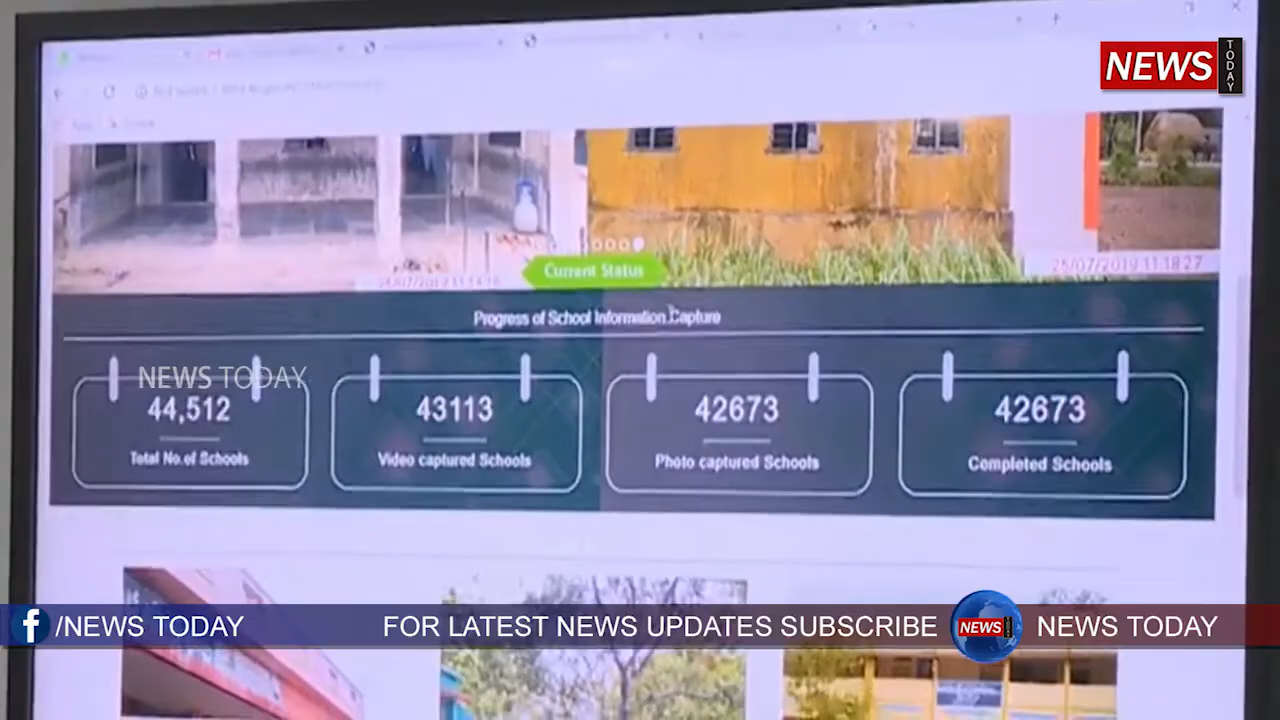 NEWS
TODAY
25/07/2019 11:18:27
Current Status
Progress of School Information Capture
NEWS TODAY
44,512
Total No.of Schools
43113
Video captured Schools
42673
Photo captured Schools
42673
Completed Schools
/NEWS TODAY
FOR LATEST NEWS UPDATES SUBSCRIBE
NEWS
NEWS TODAY